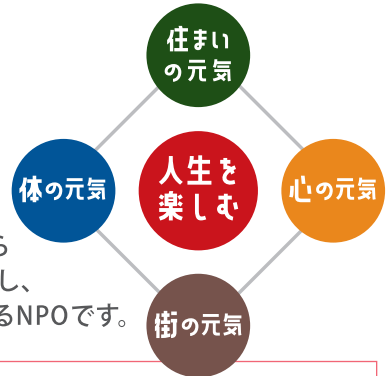 住まい
の元気
体の元気
人生を
楽しむ
心の元気
ら
し、
るNPOです。
街の元気